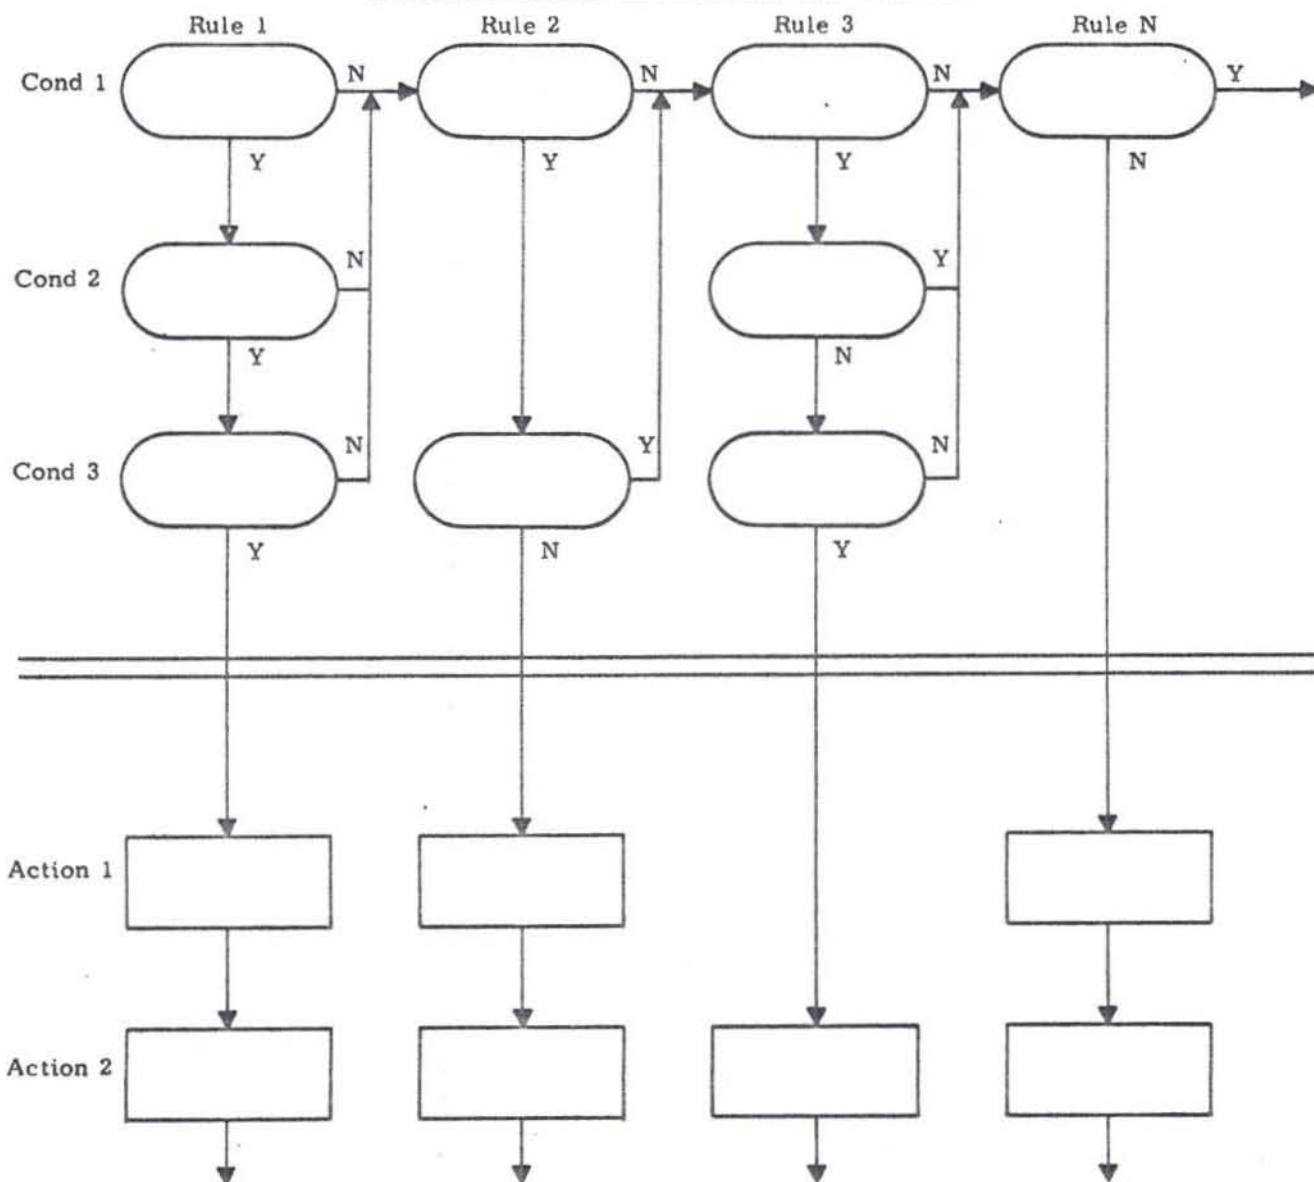 Rule 1 Rule 2 Rule 3 Rule N
Cond 1 N N N Y
Y Y Y N
Cond 2 N Y
Y N
Cond 3 N Y N
Y N Y
Action 1
Action 2